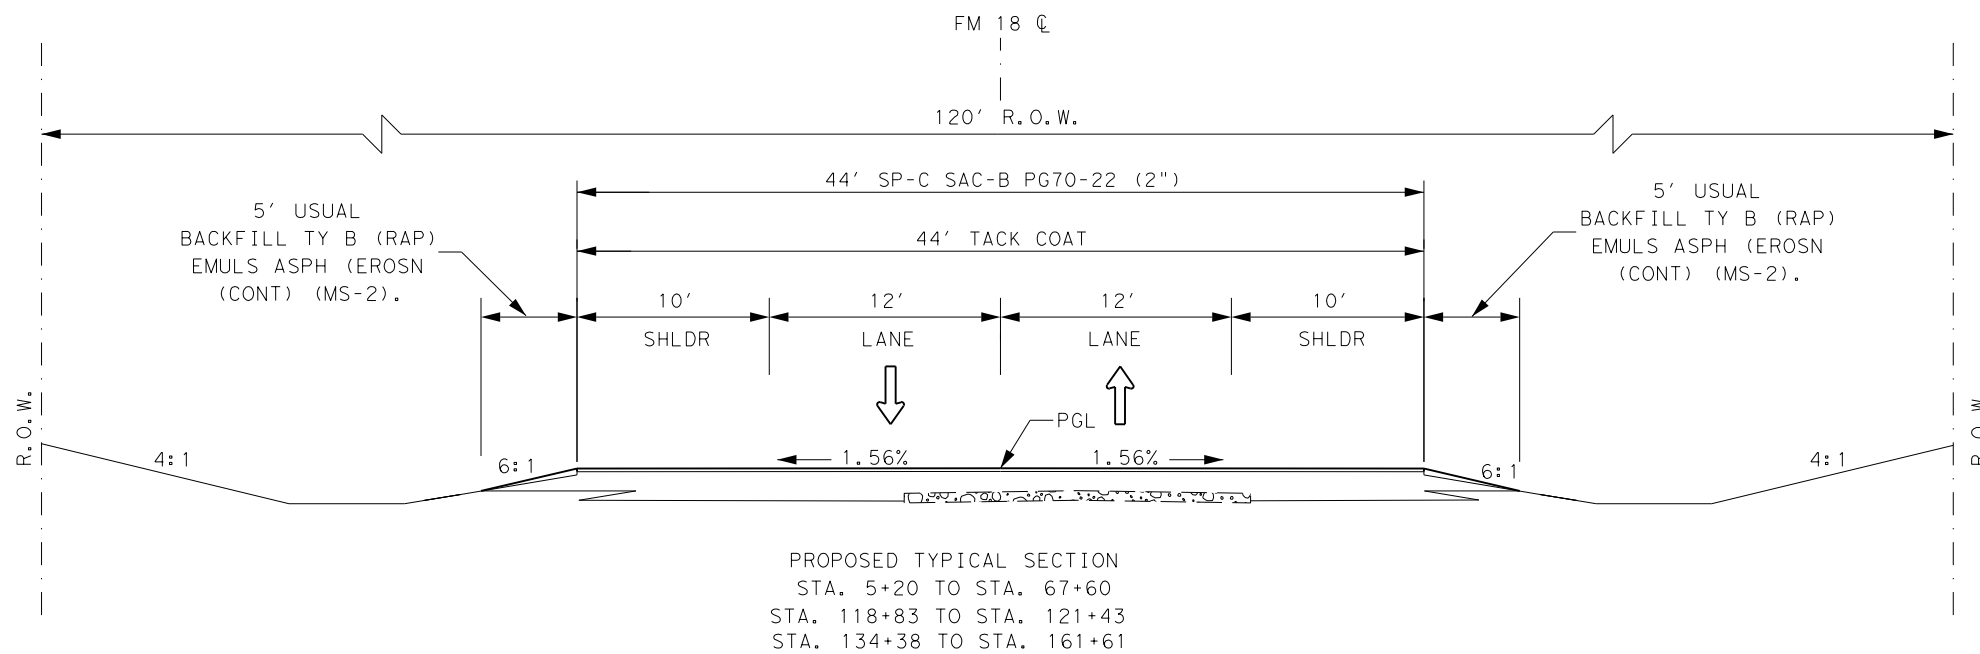 FM 18 ℄
120' R.O.W.
44' SP-C SAC-B PG70-22 (2")
5' USUAL
BACKFILL TY B (RAP)
EMULS ASPH (EROSN
(CONT) (MS-2).
5' USUAL
BACKFILL TY B (RAP)
EMULS ASPH (EROSN
(CONT) (MS-2).
44' TACK COAT
10'
12'
12'
10'
SHLDR
LANE
LANE
SHLDR
R.O.W.
R.O.W.
PGL
4:1
6:1
1.56%
1.56%
6:1
4:1
PROPOSED TYPICAL SECTION
STA. 5+20 TO STA. 67+60
STA. 118+83 TO STA. 121+43
STA. 134+38 TO STA. 161+61